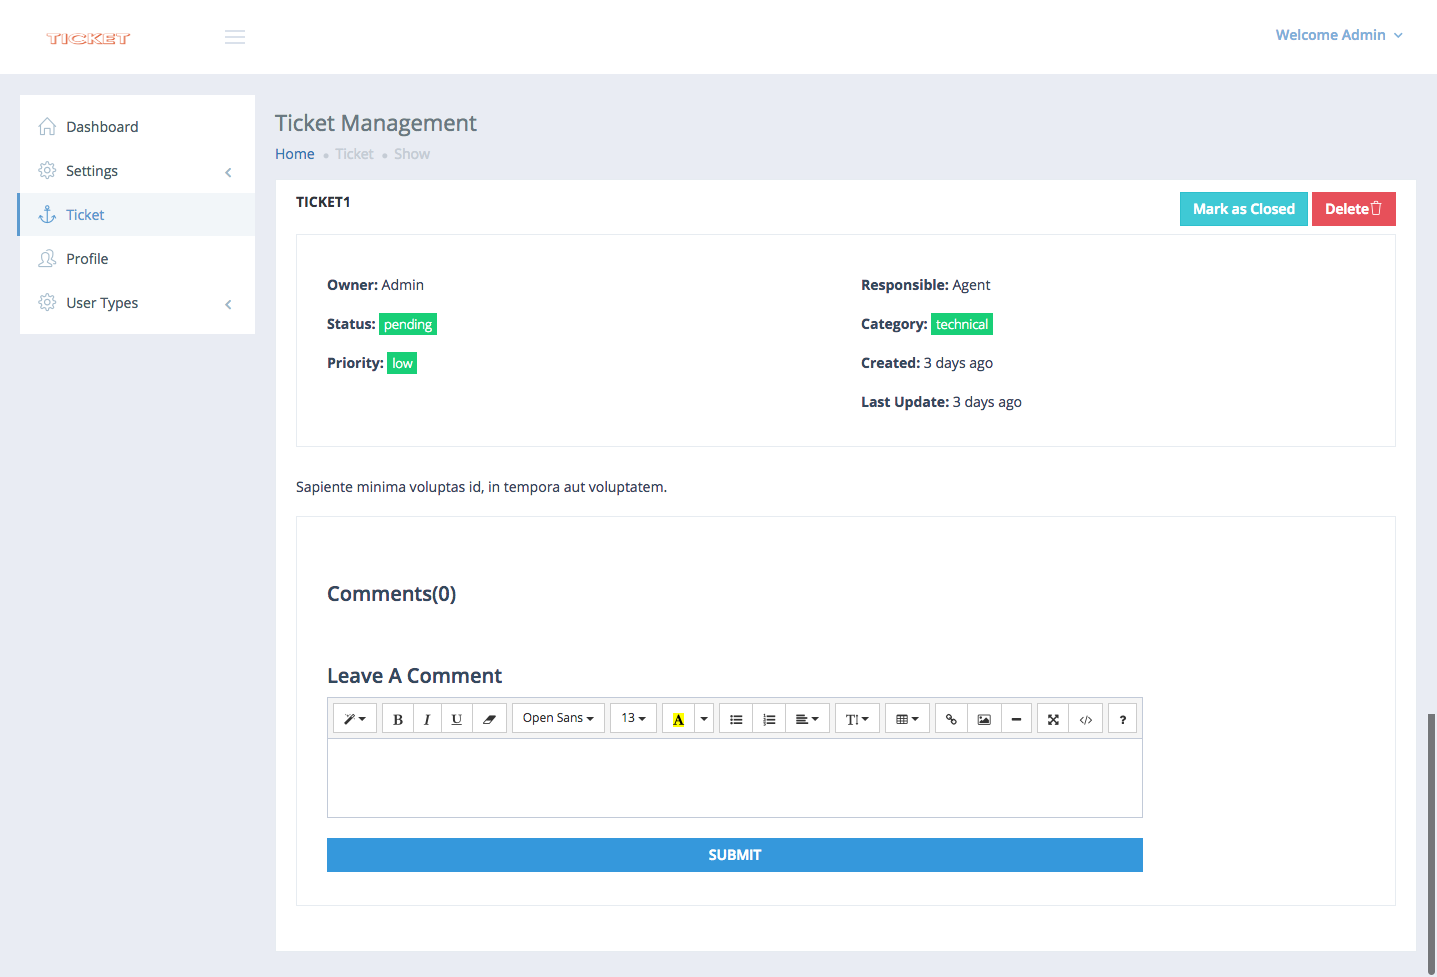 TICKET
Welcome Admin
Dashboard
Settings
Ticket
Profile
User Types
Ticket Management
Home • Ticket • Show
TICKET1
Mark as Closed
Delete
Owner: Admin
Status: pending
Priority: low
Responsible: Agent
Category: technical
Created: 3 days ago
Last Update: 3 days ago
Sapiente minima voluptas id, in tempora aut voluptatem.
Comments(0)
Leave A Comment
B I U Open Sans 13 A T </> ?
SUBMIT